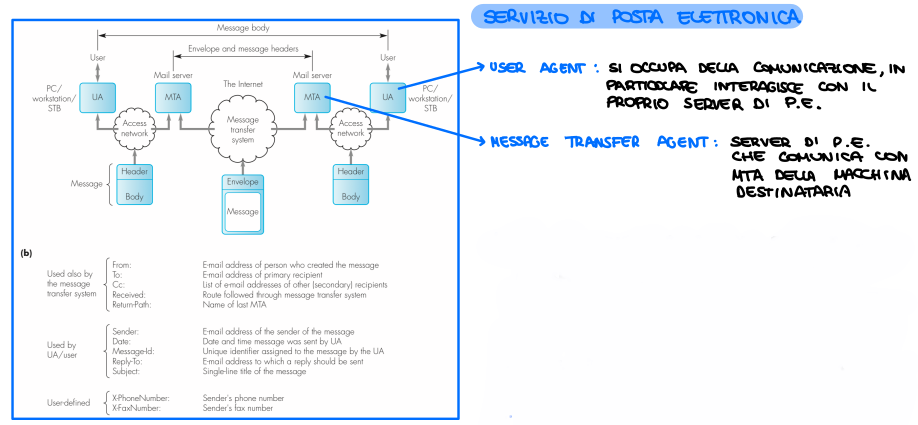 SERVIZIO DI POSTA ELETTRONICA
Message body
Envelope and message headers
User
User
Mail server
The Internet
Mail server
PC/
workstation/
STB
UA
MTA
MTA
UA
PC/
workstation/
STB
Access
network
Message
transfer
system
Access
network
Message
Header
Body
Envelope
Message
Header
Body
USER AGENT : SI OCCUPA DELLA COMUNICAZIONE, IN
PARTICOLARE INTERAGISCE CON IL
PROPRIO SERVER DI P.E.
MESSAGE TRANSFER AGENT : SERVER DI P.E.
CHE COMUNICA CON
MTA DELLA MACCHINA
DESTINATARIA
(b)
Used also by
the message
transfer system
From: E-mail address of person who created the message
To: E-mail address of primary recipient
Cc: List of e-mail addresses of other (secondary) recipients
Received: Route followed through message transfer system
Return-Path: Name of last MTA
Used by
UA/user
Sender: E-mail address of the sender of the message
Date: Date and time message was sent by UA
Message-Id: Unique identifier assigned to the message by the UA
Reply-To: E-mail address to which a reply should be sent
Subject: Single-line title of the message
User-defined
X-PhoneNumber: Sender's phone number
X-FaxNumber: Sender's fax number